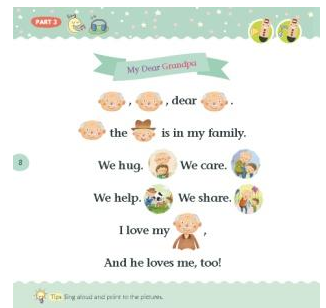 PART 2
My Dear Grandpa
, , dear .
the is in my family.
We hug. We care.
8
We help. We share.
I love my ,
And he loves me, too!
Tips Sing aloud and point to the pictures.